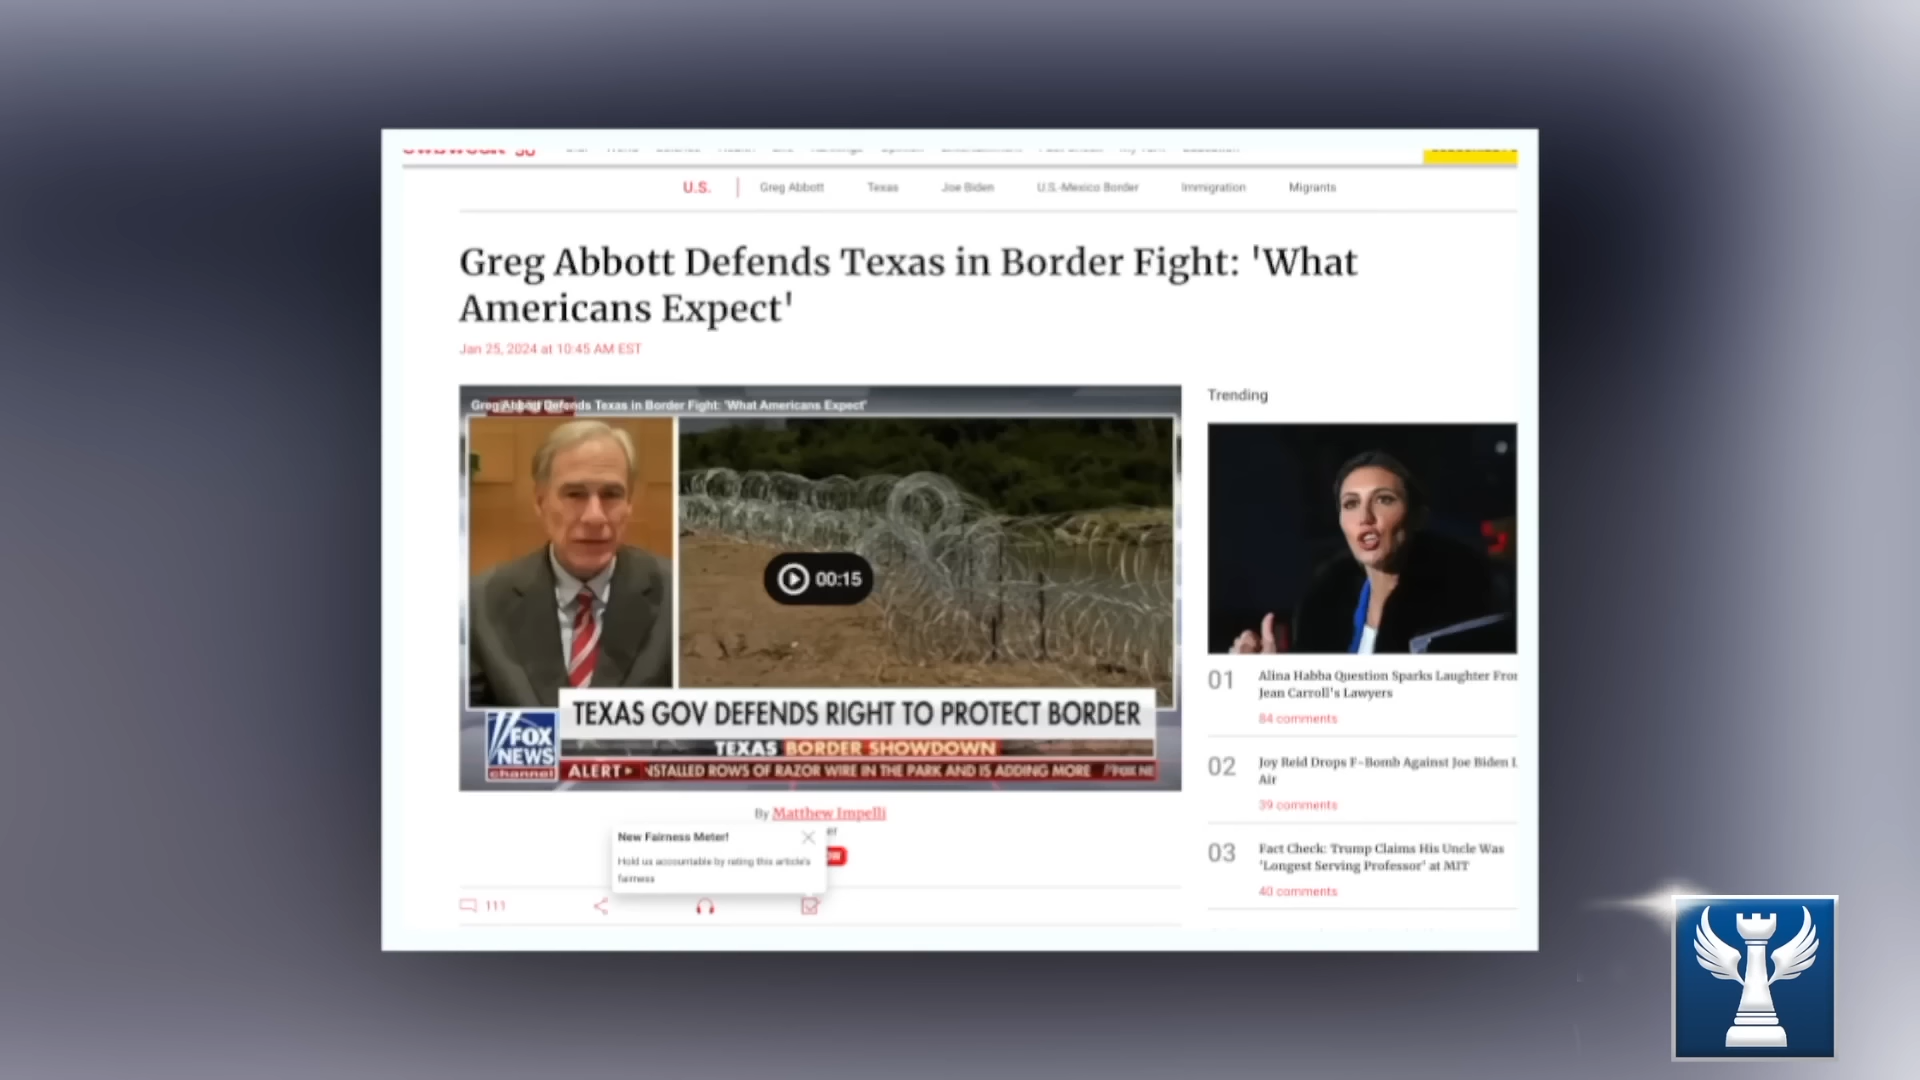 U.S. Greg Abbott Texas Joe Biden U.S.-Mexico Border Immigration Migrants
Greg Abbott Defends Texas in Border Fight: 'What
Americans Expect'
Jan 25, 2024 at 10:45 AM EST
Greg Abbott Defends Texas in Border Fight: 'What Americans Expect'
00:15
TEXAS GOV DEFENDS RIGHT TO PROTECT BORDER
TEXAS BORDER SHOWDOWN
FOX
NEWS
channel
ALERT NSTALLED ROWS OF RAZOR WIRE IN THE PARK AND IS ADDING MORE
By Matthew Impelli
New Fairness Meter!
Hold us accountable by rating this article's
fairness
111
Trending
01
Alina Habba Question Sparks Laughter From
Jean Carroll's Lawyers
84 comments
02
Joy Reid Drops F-Bomb Against Joe Biden L
Air
39 comments
03
Fact Check: Trump Claims His Uncle Was
'Longest Serving Professor' at MIT
40 comments